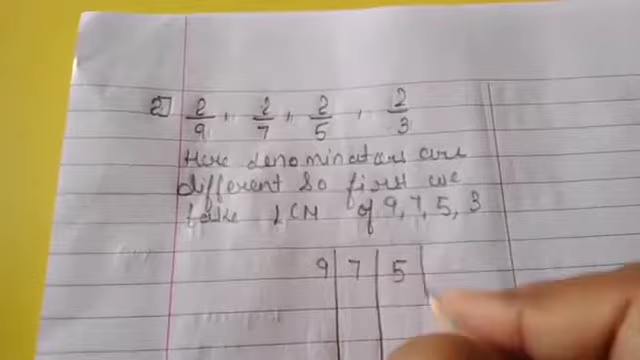 2] 2/9, 2/7, 2/5, 2/3
Here denominators are
different so first we
take LCM of 9, 7, 5, 3
9 7 5